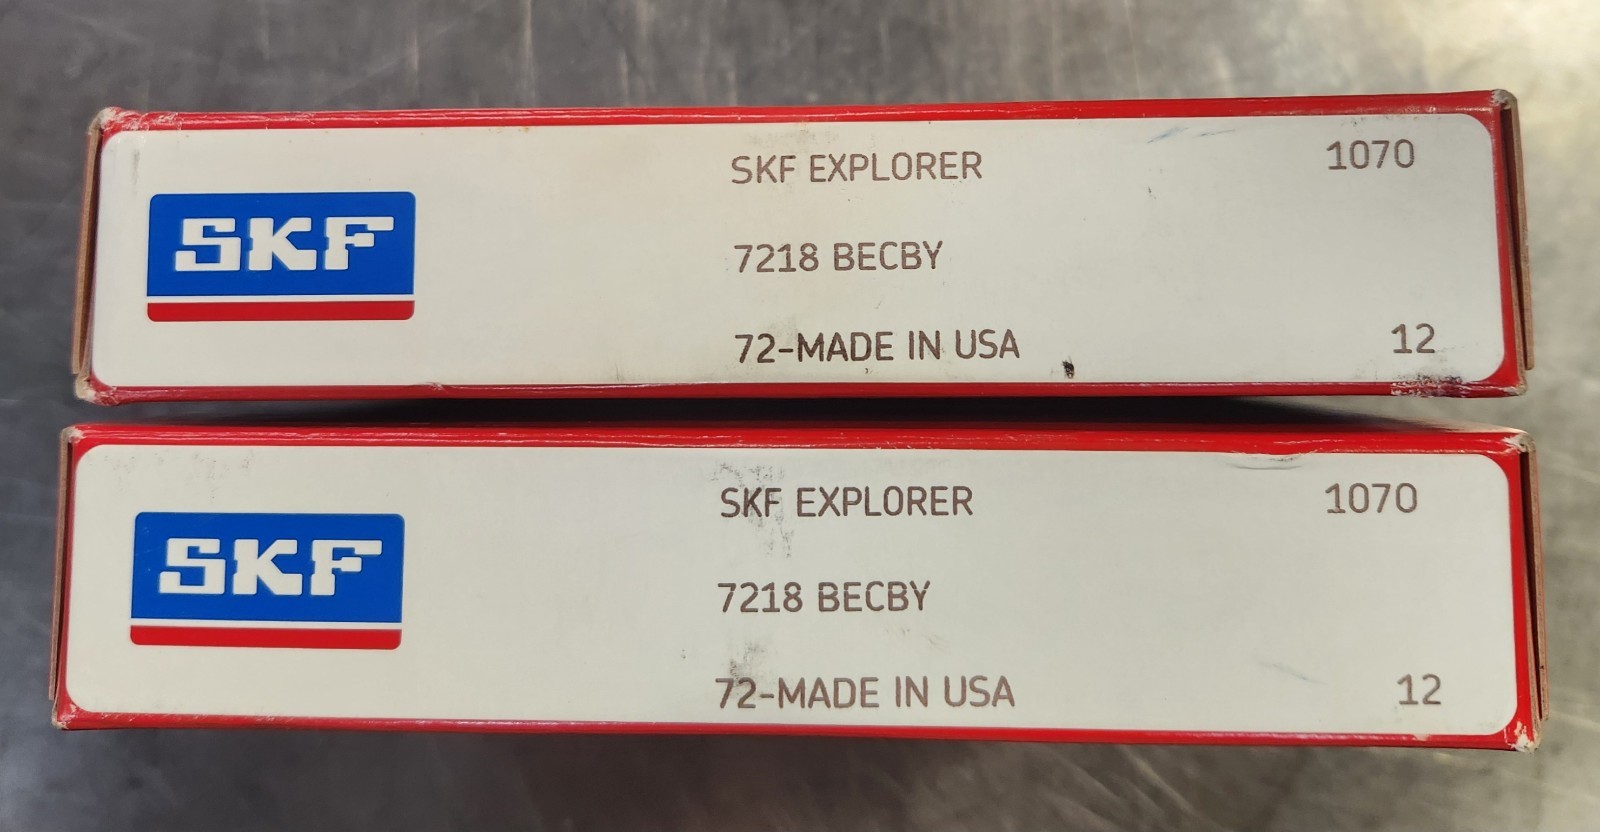 SKF
SKF EXPLORER 1070
7218 BECBY
72-MADE IN USA 12
SKF
SKF EXPLORER 1070
7218 BECBY
72-MADE IN USA 12